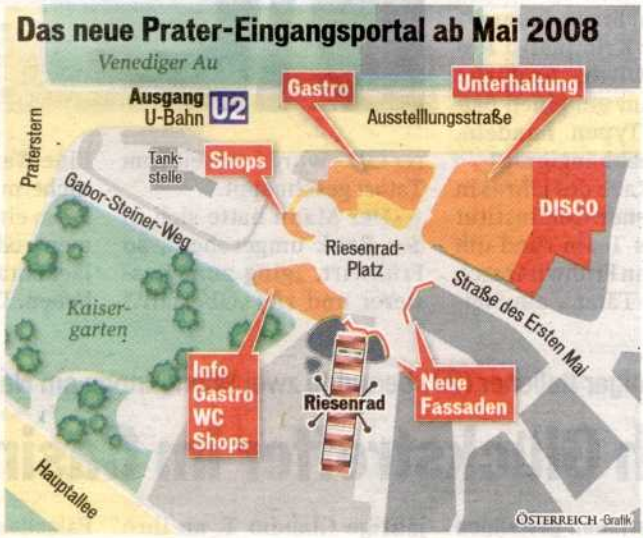 Das neue Prater-Eingangsportal ab Mai 2008
Venediger Au
Ausgang
U-Bahn U2
Gastro
Unterhaltung
Ausstelllungsstraße
Praterstern
Tank-
stelle
Shops
Gabor-Steiner-Weg
DISCO
Riesenrad-
Platz
Straße des Ersten Mai
Kaiser-
garten
Info
Gastro
WC
Shops
Riesenrad
Neue
Fassaden
Hauptallee
ÖSTERREICH-Grafik